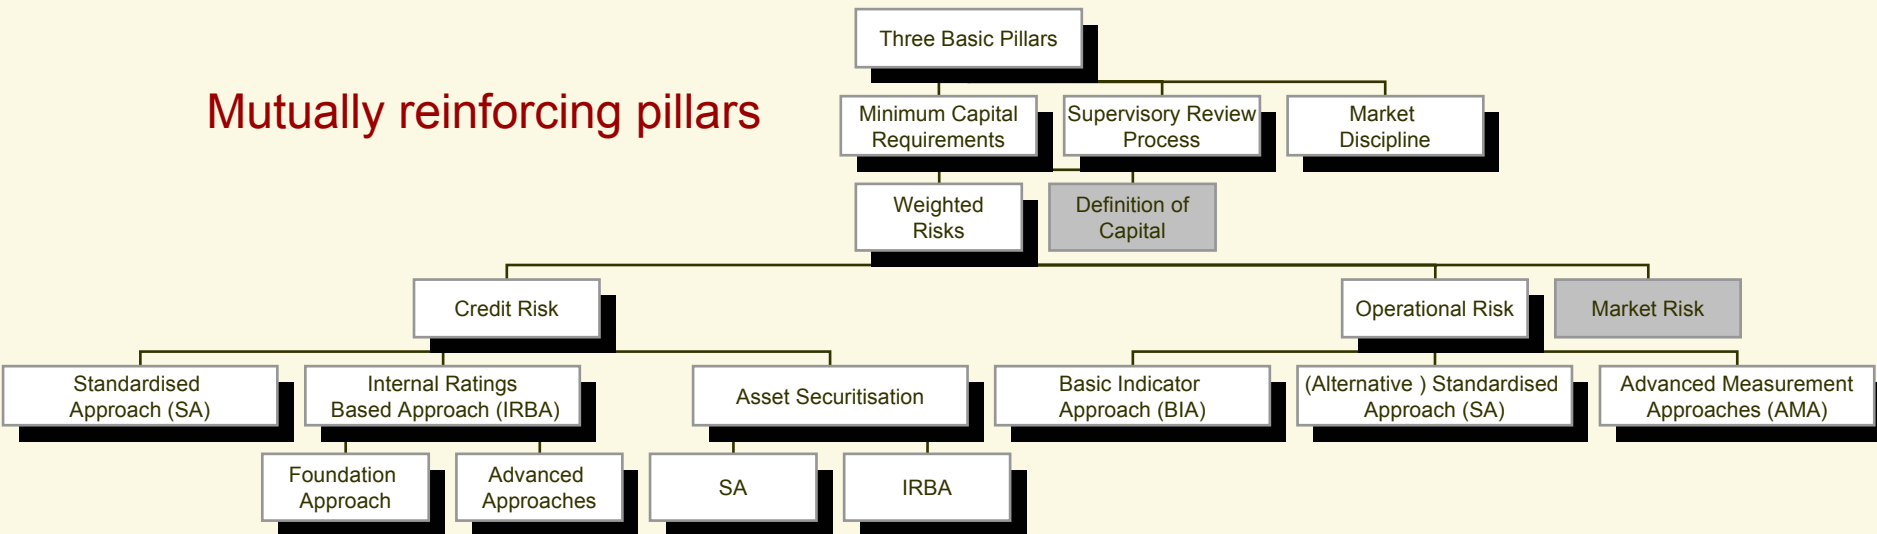 Three Basic Pillars
Mutually reinforcing pillars
Minimum Capital
Requirements
Supervisory Review
Process
Market
Discipline
Weighted
Risks
Definition of
Capital
Credit Risk
Operational Risk
Market Risk
Standardised
Approach (SA)
Internal Ratings
Based Approach (IRBA)
Asset Securitisation
Basic Indicator
Approach (BIA)
(Alternative ) Standardised
Approach (SA)
Advanced Measurement
Approaches (AMA)
Foundation
Approach
Advanced
Approaches
SA
IRBA